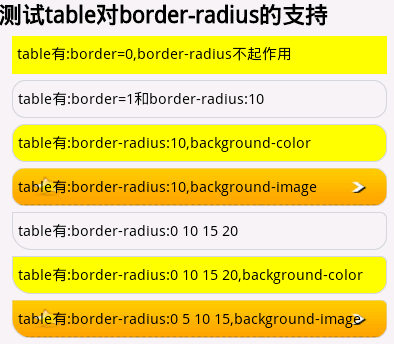 测试table对border-radius的支持
table有:border=0,border-radius不起作用
table有:border=1和border-radius:10
table有:border-radius:10,background-color
table有:border-radius:10,background-image
table有:border-radius:0 10 15 20
table有:border-radius:0 10 15 20,background-color
table有:border-radius:0 5 10 15,background-image